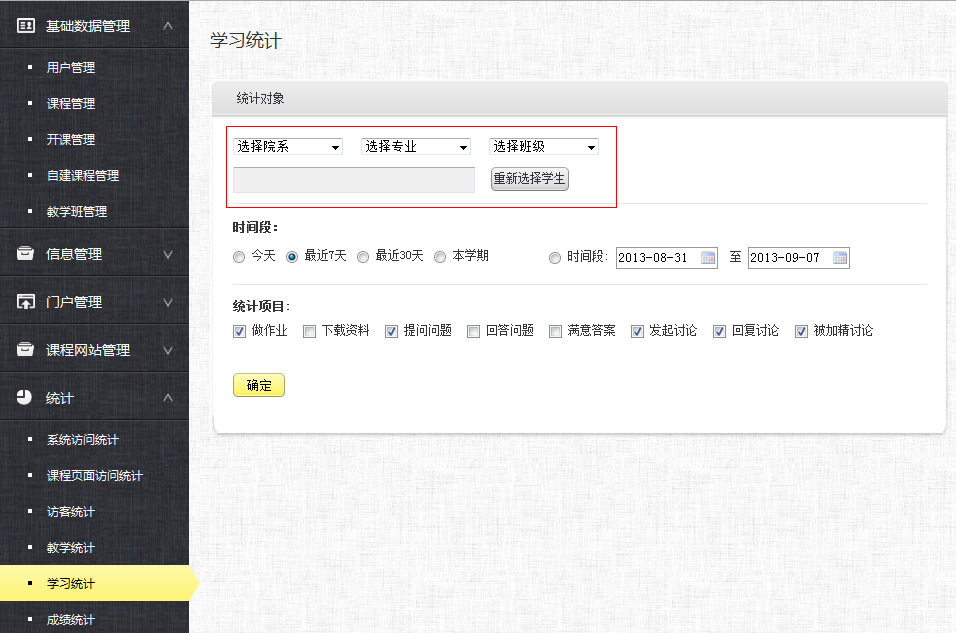 基础数据管理
用户管理
课程管理
开课管理
自建课程管理
教学班管理
信息管理
门户管理
课程网站管理
统计
系统访问统计
课程页面访问统计
访客统计
教学统计
学习统计
成绩统计
学习统计
统计对象
选择院系 选择专业 选择班级
重新选择学生
时间段：
今天 最近7天 最近30天 本学期 时间段: 2013-08-31 至 2013-09-07
统计项目:
做作业 下载资料 提问问题 回答问题 满意答案 发起讨论 回复讨论 被加精讨论
确定